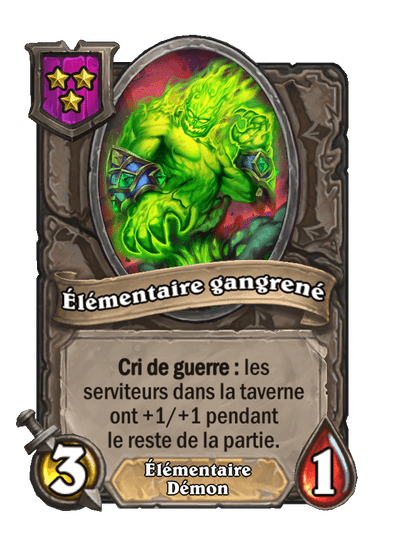 Élémentaire gangrené
Cri de guerre : les
serviteurs dans la taverne
ont +1/+1 pendant
le reste de la partie.
3
Élémentaire
Démon
1